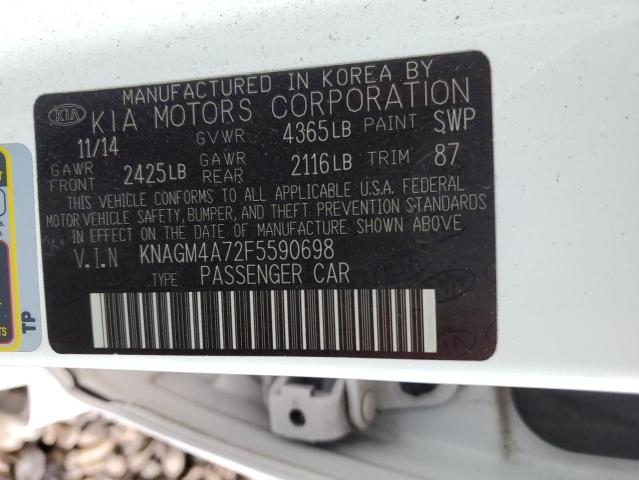 MANUFACTURED IN KOREA BY
KIA KIA MOTORS CORPORATION
11/14 GVWR 4365LB PAINT SWP
GAWR FRONT 2425LB GAWR REAR 2116LB TRIM 87
THIS VEHICLE CONFORMS TO ALL APPLICABLE U.S.A. FEDERAL
MOTOR VEHICLE SAFETY, BUMPER, AND THEFT PREVENTION STANDARDS
IN EFFECT ON THE DATE OF MANUFACTURE SHOWN ABOVE
V.I.N KNAGM4A72F5590698
TYPE PASSENGER CAR
TP